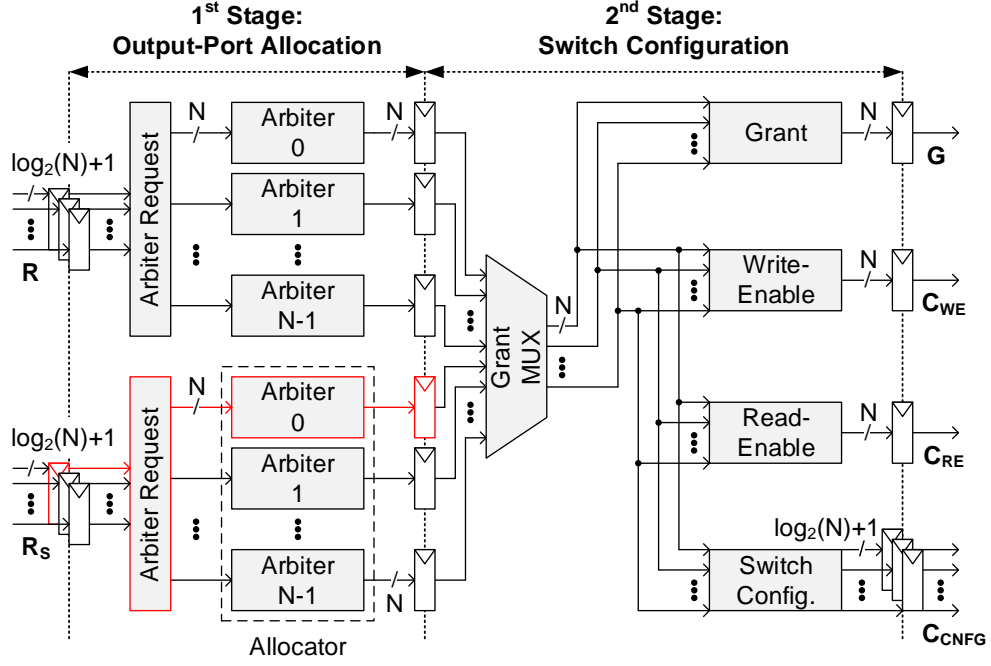 1st Stage:
Output-Port Allocation
2nd Stage:
Switch Configuration
log2(N)+1
R
Arbiter Request
N
Arbiter
0
N
Arbiter
1
Arbiter
N-1
log2(N)+1
RS
Arbiter Request
N
Arbiter
0
Arbiter
1
Arbiter
N-1
N
Allocator
Grant
MUX
N
Grant
N
G
Write-
Enable
N
CWE
Read-
Enable
N
CRE
Switch
Config.
log2(N)+1
CCNFG